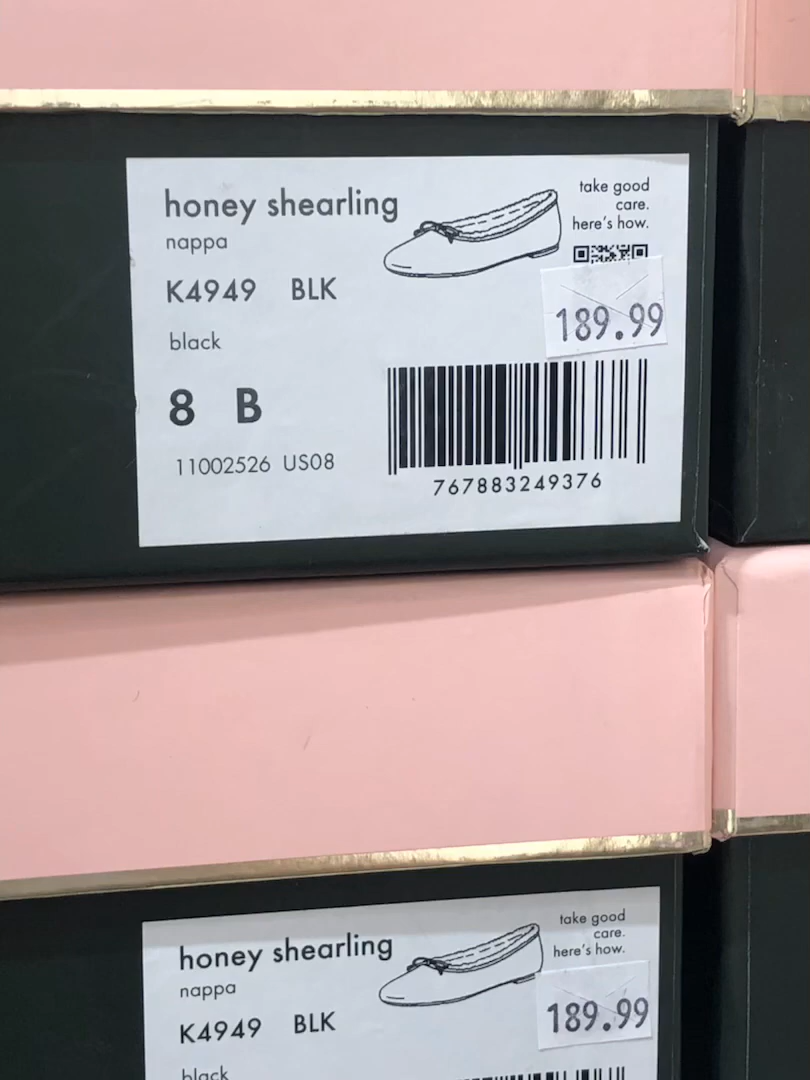 honey shearling
nappa
K4949 BLK
black
8 B
11002526 US08
take good
care.
here's how.
189.99
767883249376
honey shearling
nappa
K4949 BLK
black
take good
care.
here's how.
189.99